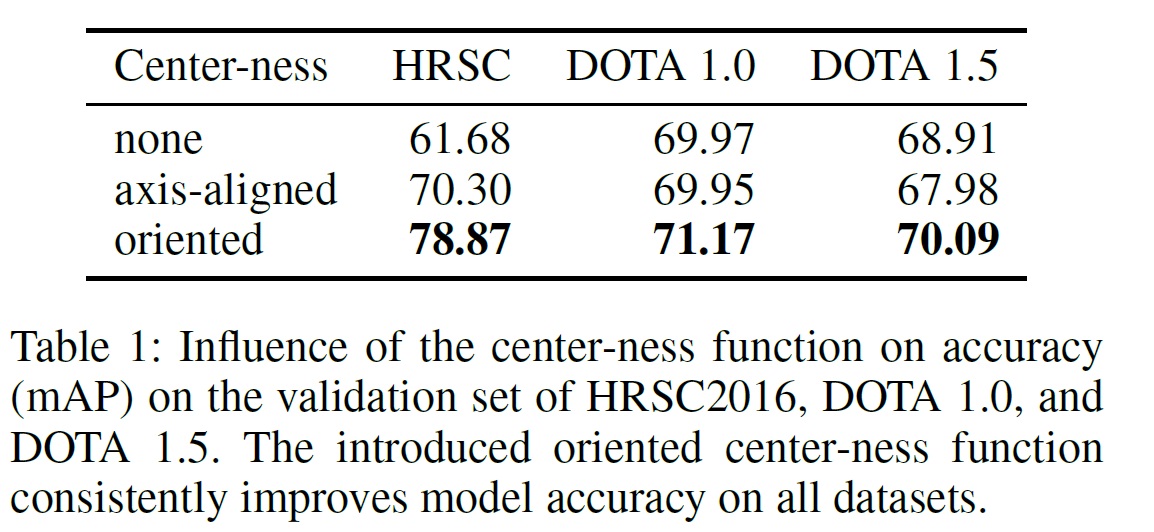 Center-ness HRSC DOTA 1.0 DOTA 1.5
none 61.68 69.97 68.91
axis-aligned 70.30 69.95 67.98
oriented 78.87 71.17 70.09
Table 1: Influence of the center-ness function on accuracy
(mAP) on the validation set of HRSC2016, DOTA 1.0, and
DOTA 1.5. The introduced oriented center-ness function
consistently improves model accuracy on all datasets.